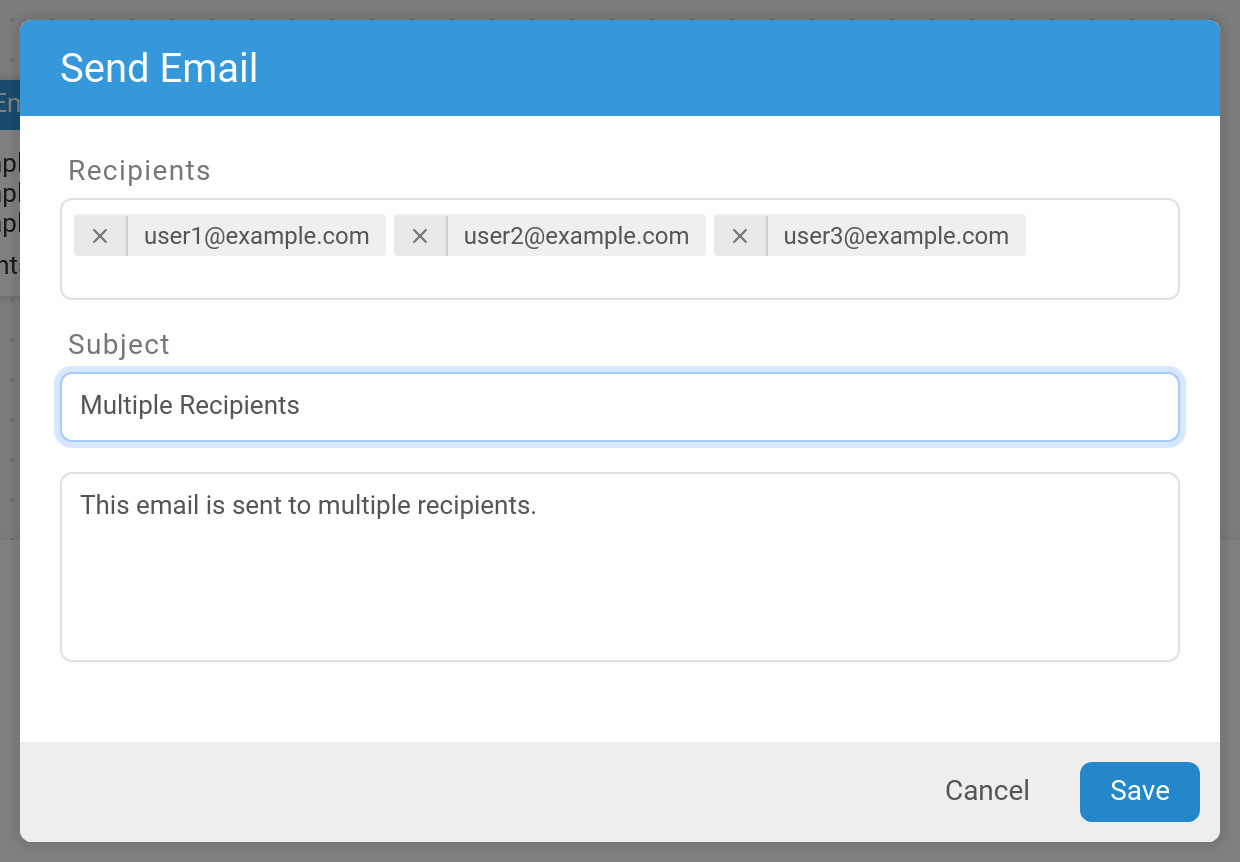 Send Email
Recipients
user1@example.com user2@example.com user3@example.com
Subject
Multiple Recipients
This email is sent to multiple recipients.
Cancel Save